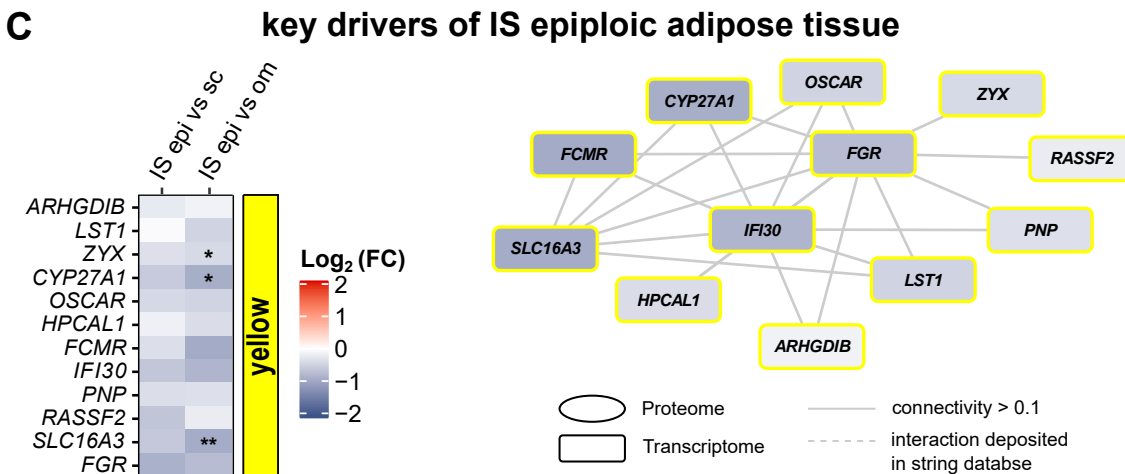 C
key drivers of IS epiploic adipose tissue
IS epi vs sc
IS epi vs om
ARHGDIB
LST1
ZYX *
CYP27A1 *
OSCAR
HPCAL1
FCMR
IFI30
PNP
RASSF2
SLC16A3 **
FGR
yellow
Log2 (FC)
2
1
0
−1
−2
OSCAR
CYP27A1
ZYX
FCMR
FGR
RASSF2
SLC16A3
IFI30
PNP
LST1
HPCAL1
ARHGDIB
Proteome
Transcriptome
connectivity > 0.1
interaction deposited
in string databse